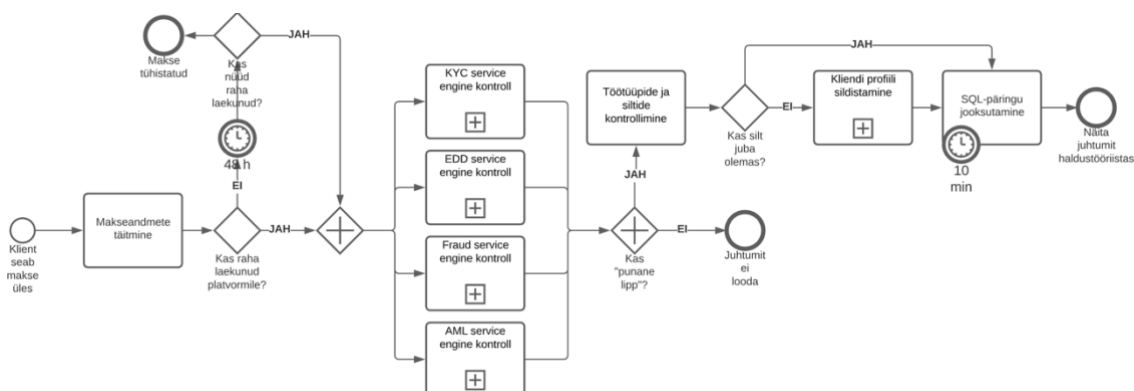 Makse
tühistatud
Kas
nüüd
raha
laekunud?
JAH
48 h
EI
Klient
seab
makse
üles
Makseandmete
täitmine
Kas raha
laekunud
platvormile?
JAH
KYC service
engine kontroll
EDD service
engine kontroll
Fraud service
engine kontroll
AML service
engine kontroll
Kas
"punane
lipp"?
JAH
EI
Juhtumit
ei
looda
Töötüüpide ja
siltide
kontrollimine
Kas silt
juba
olemas?
JAH
EI
Kliendi profiili
sildistamine
SQL-päringu
jooksutamine
10
min
Näita
juhtumit
haldustööriistas